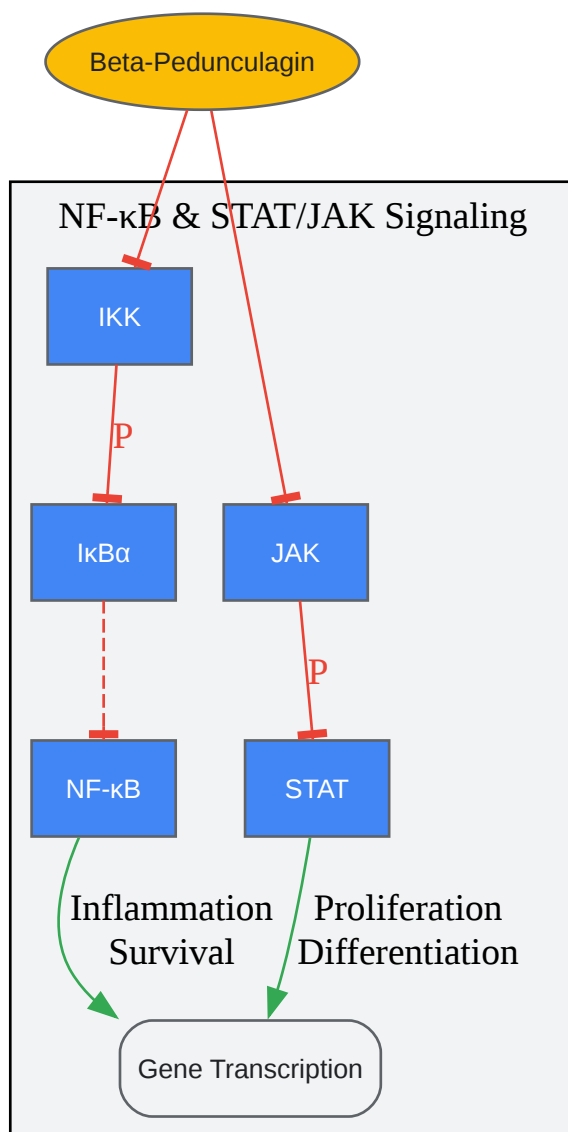 Beta-Pedunculagin
NF-κB & STAT/JAK Signaling
IKK
P
IκBα
JAK
P
NF-κB
STAT
Inflammation
Survival
Proliferation
Differentiation
Gene Transcription